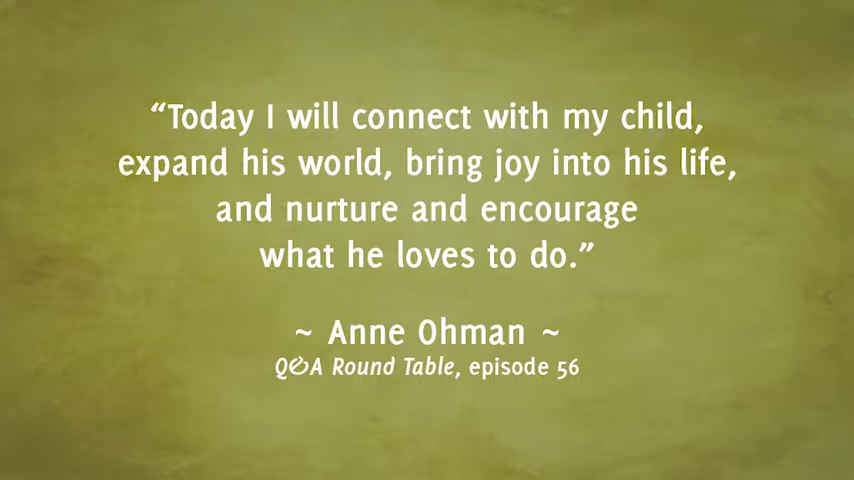 “Today I will connect with my child,
expand his world, bring joy into his life,
and nurture and encourage
what he loves to do.”
~ Anne Ohman ~
Q&A Round Table, episode 56